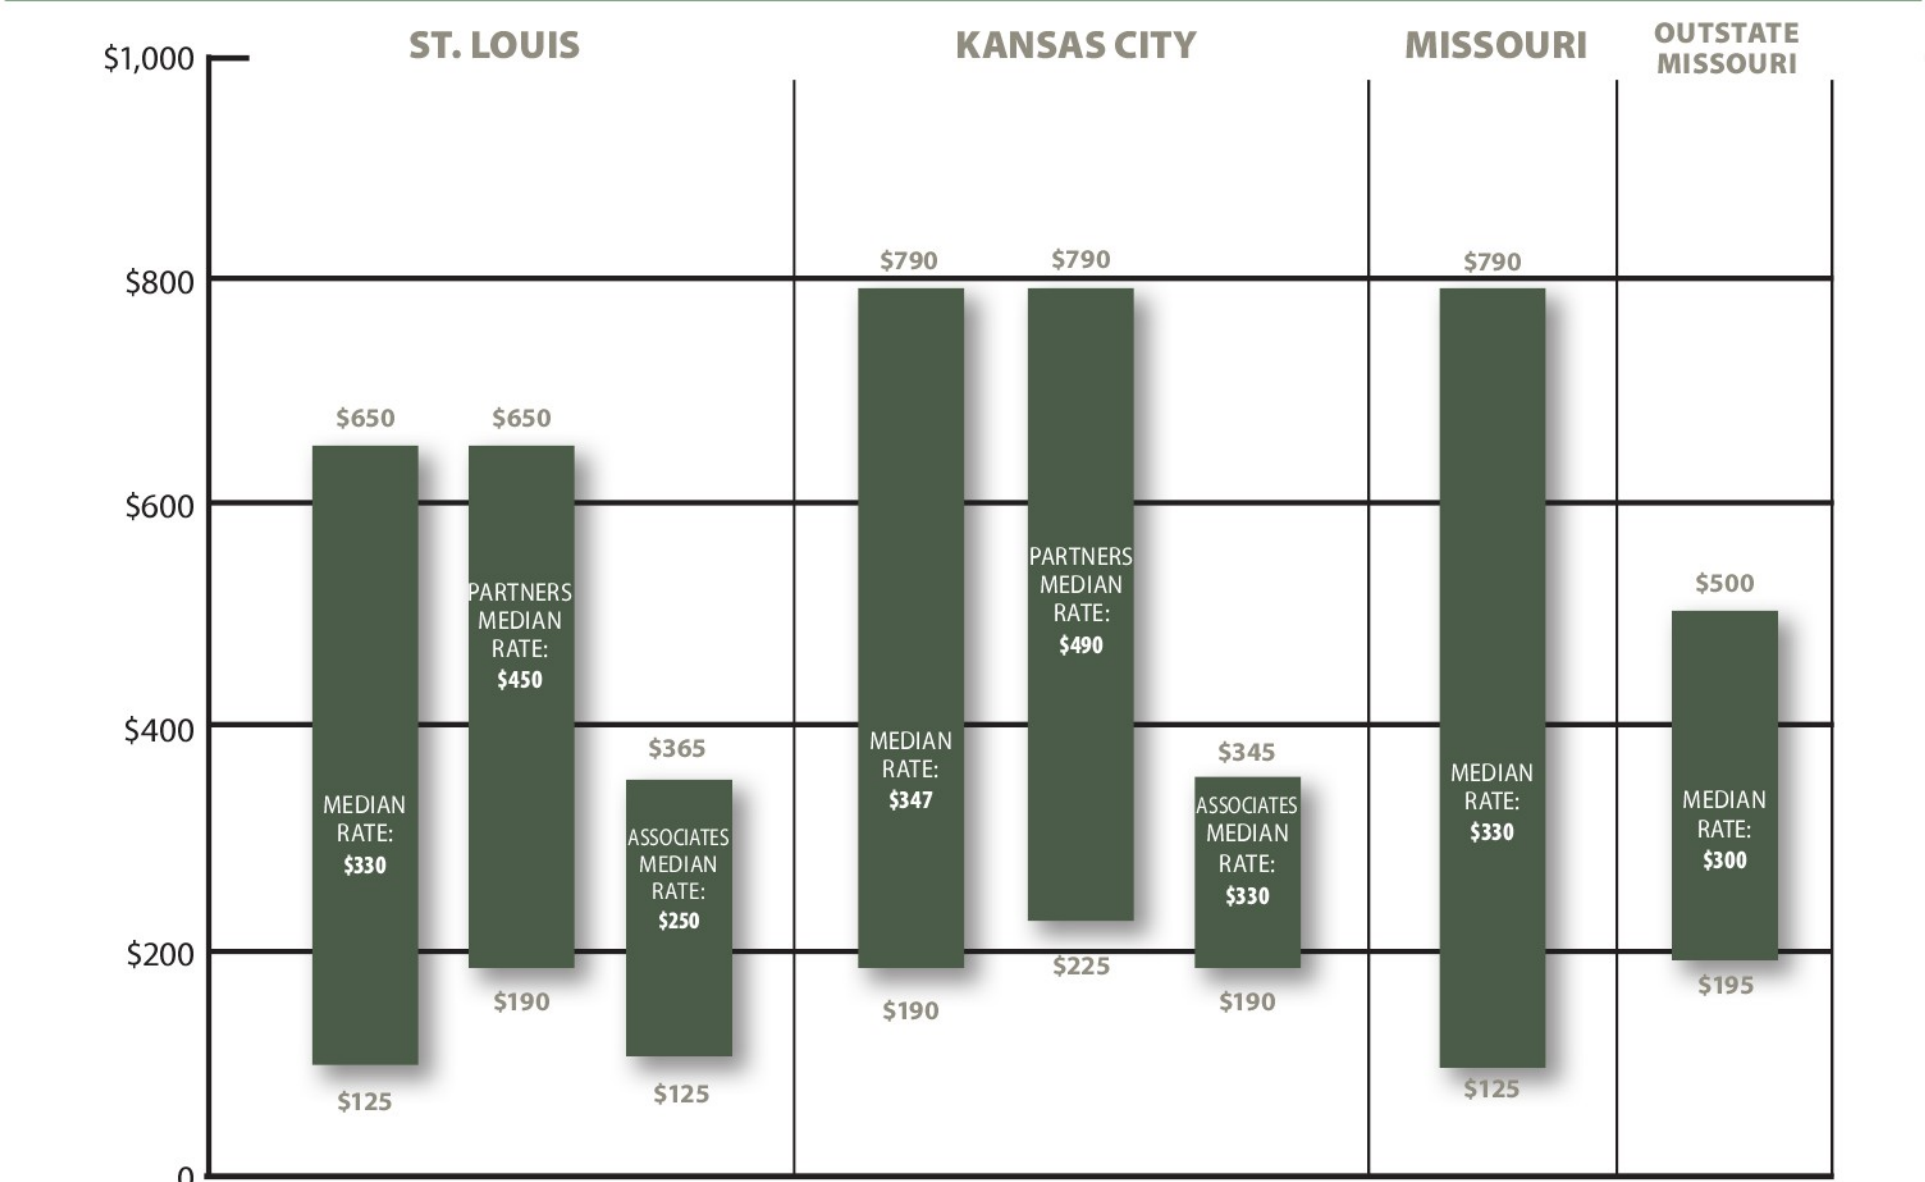 ST. LOUIS
KANSAS CITY
MISSOURI
OUTSTATE
MISSOURI
$1,000
$800
$600
$400
$200
0
$650
MEDIAN
RATE:
$330
$125
$650
PARTNERS
MEDIAN
RATE:
$450
$190
$365
ASSOCIATES
MEDIAN
RATE:
$250
$125
$790
MEDIAN
RATE:
$347
$190
$790
PARTNERS
MEDIAN
RATE:
$490
$225
$345
ASSOCIATES
MEDIAN
RATE:
$330
$190
$790
MEDIAN
RATE:
$330
$125
$500
MEDIAN
RATE:
$300
$195